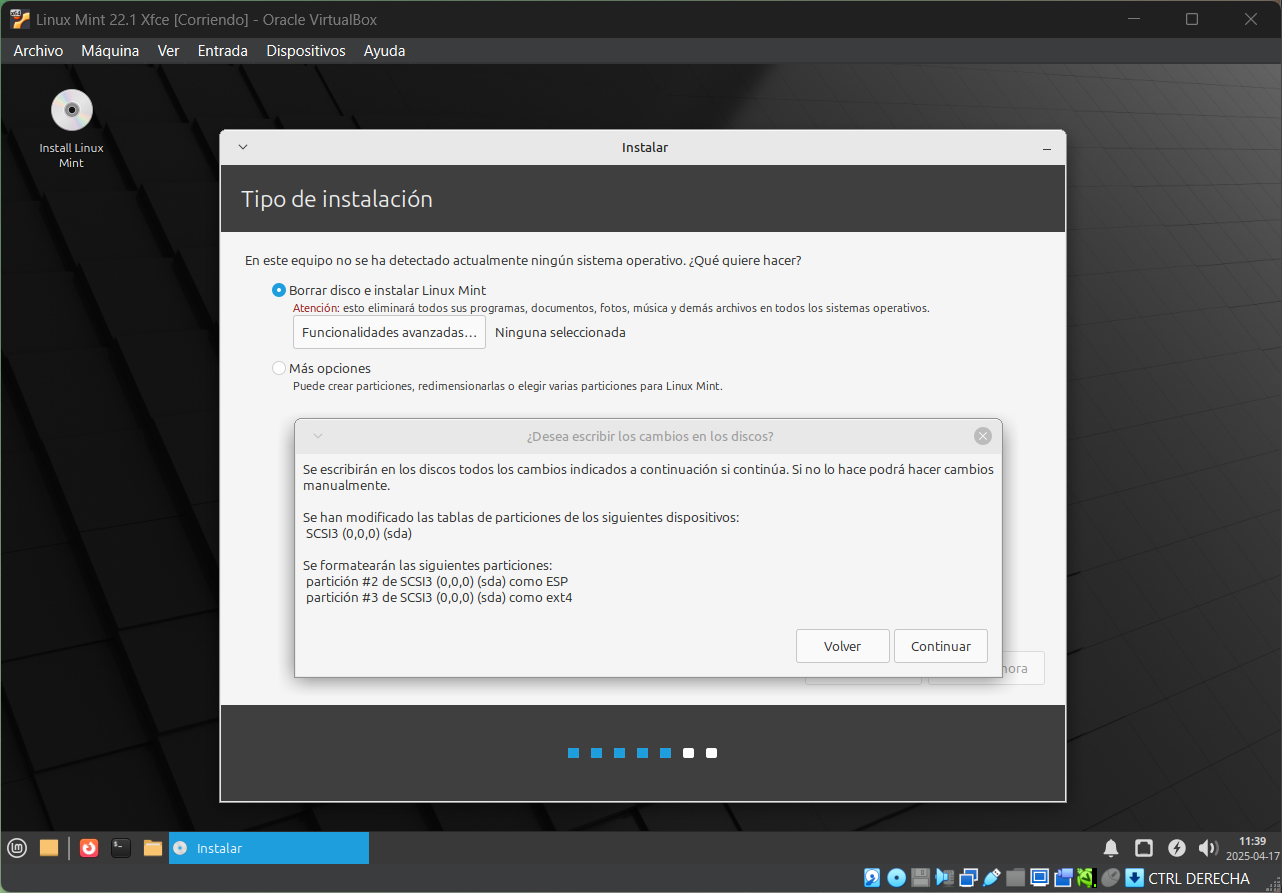 Linux Mint 22.1 Xfce [Corriendo] - Oracle VirtualBox
Archivo Máquina Ver Entrada Dispositivos Ayuda
Install Linux
Mint
Instalar
Tipo de instalación
En este equipo no se ha detectado actualmente ningún sistema operativo. ¿Qué quiere hacer?
Borrar disco e instalar Linux Mint
Atención: esto eliminará todos sus programas, documentos, fotos, música y demás archivos en todos los sistemas operativos.
Funcionalidades avanzadas... Ninguna seleccionada
Más opciones
Puede crear particiones, redimensionarlas o elegir varias particiones para Linux Mint.
¿Desea escribir los cambios en los discos?
Se escribirán en los discos todos los cambios indicados a continuación si continúa. Si no lo hace podrá hacer cambios
manualmente.
Se han modificado las tablas de particiones de los siguientes dispositivos:
SCSI3 (0,0,0) (sda)
Se formatearán las siguientes particiones:
partición #2 de SCSI3 (0,0,0) (sda) como ESP
partición #3 de SCSI3 (0,0,0) (sda) como ext4
Volver Continuar
Instalar
11:39
2025-04-17
CTRL DERECHA